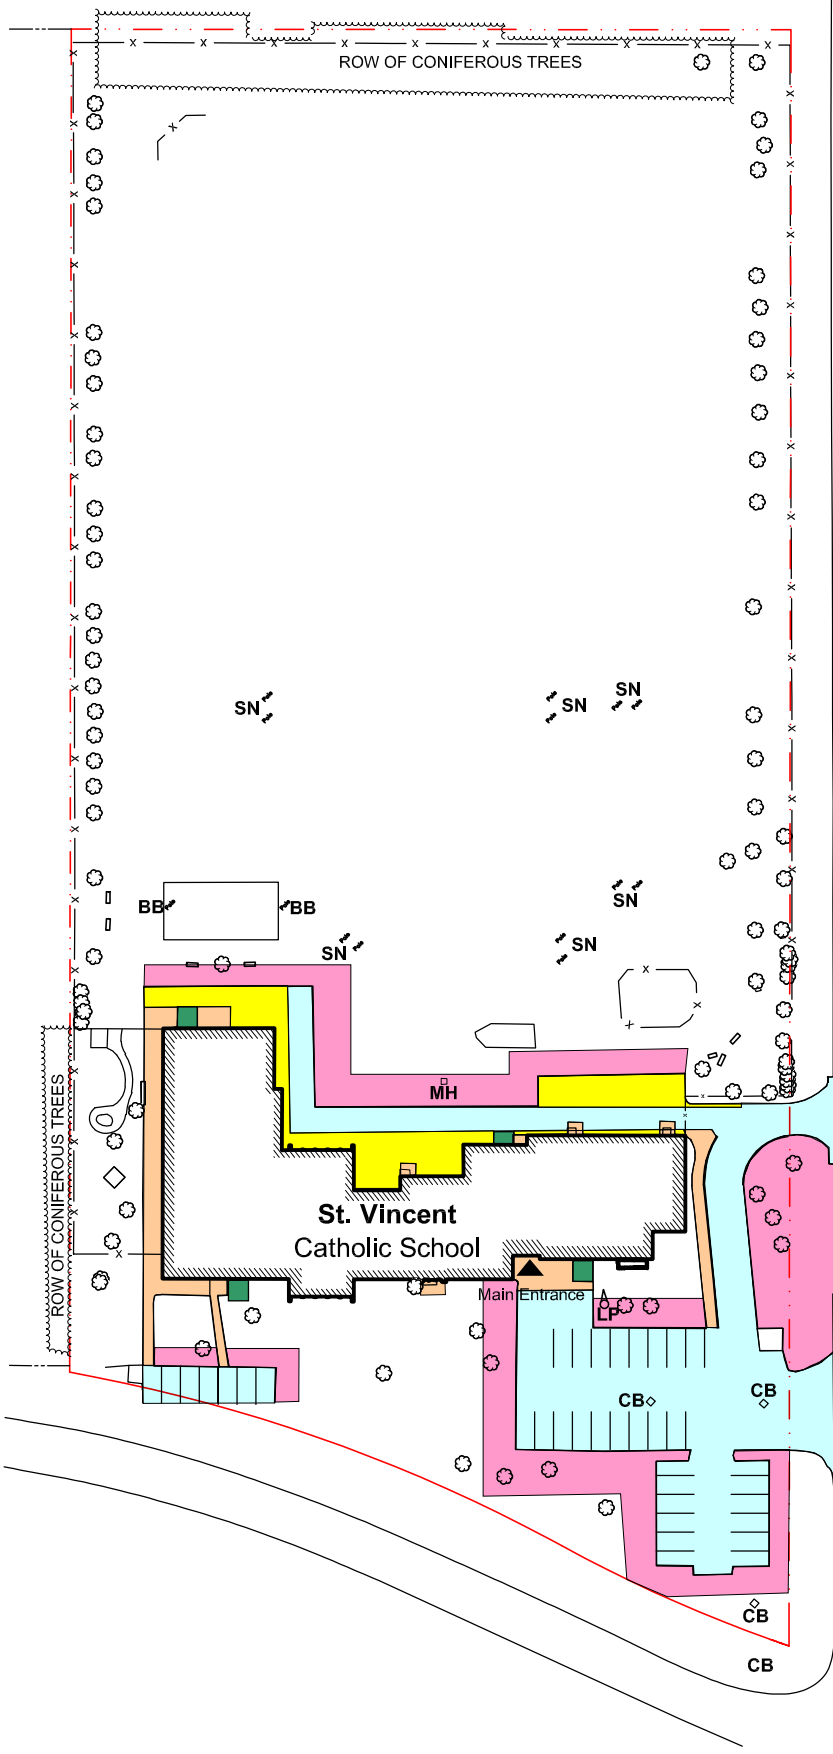 ROW OF CONIFEROUS TREES
SN
SN
SN
BB
BB
SN
SN
SN
MH
ROW OF CONIFEROUS TREES
St. Vincent
Catholic School
Main Entrance
LP
CB
CB
CB
CB